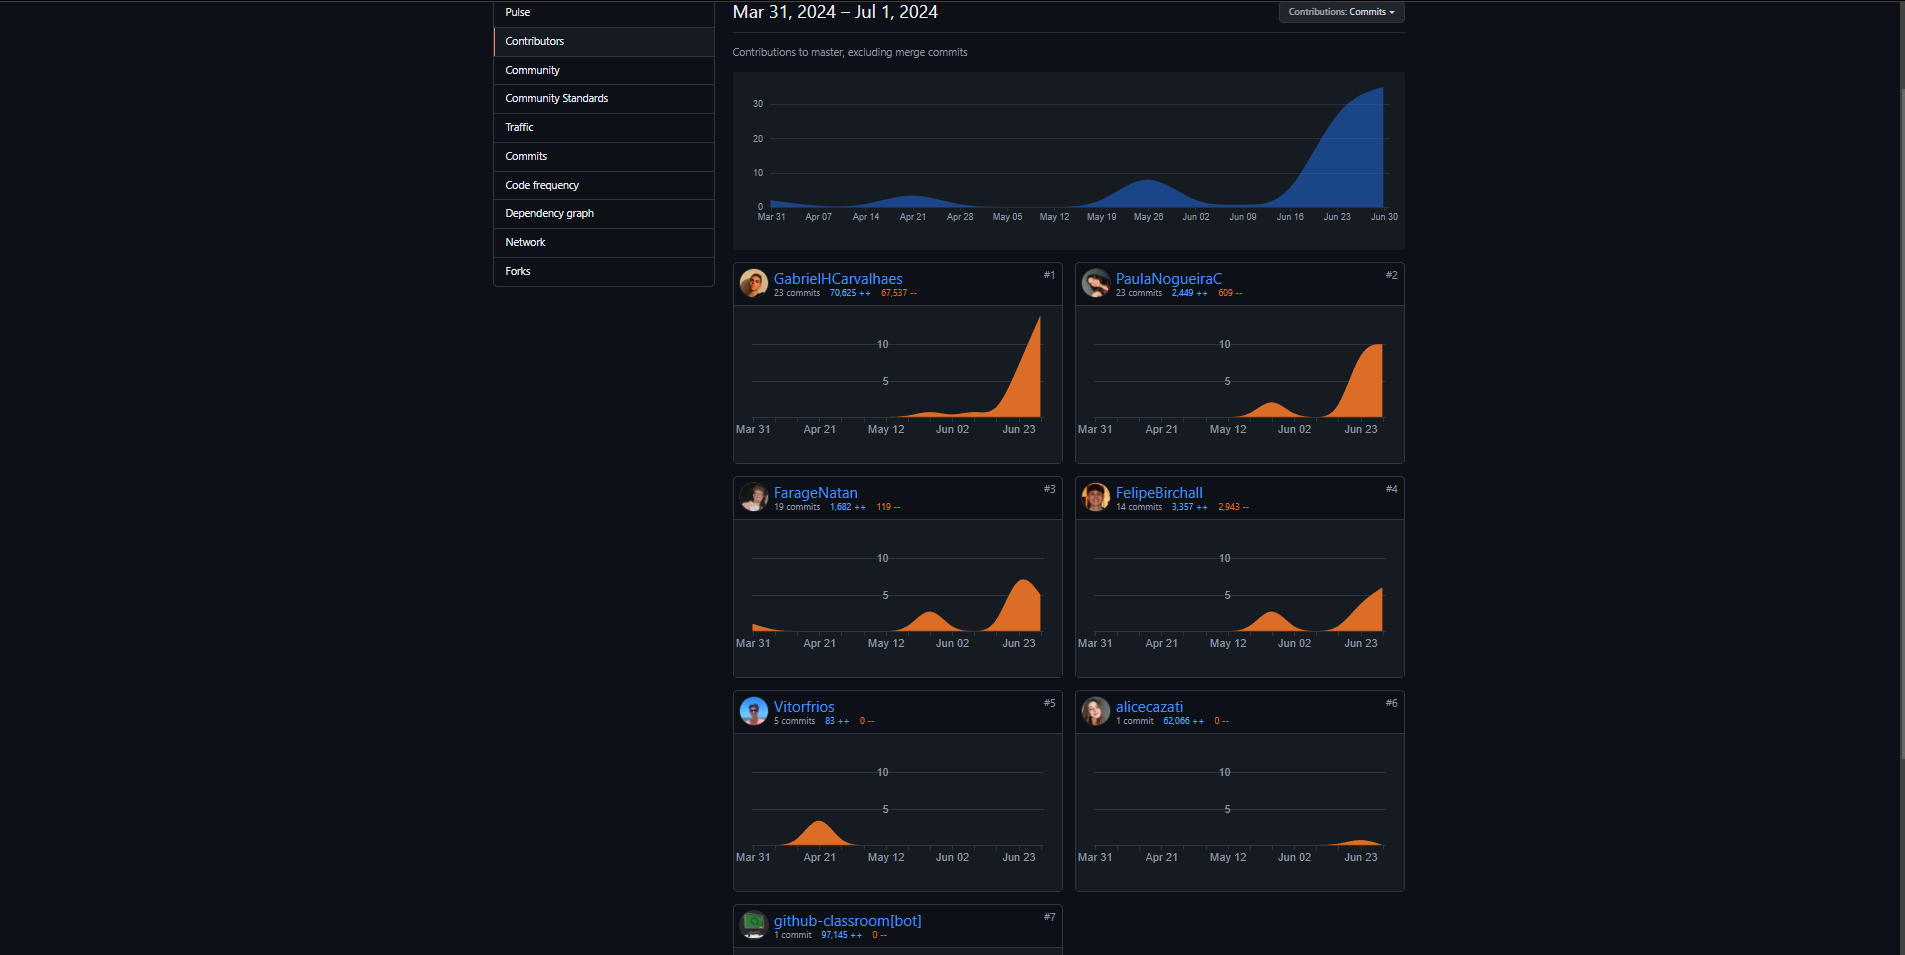 Pulse
Contributors
Community
Community Standards
Traffic
Commits
Code frequency
Dependency graph
Network
Forks
Mar 31, 2024 – Jul 1, 2024
Contributions: Commits
Contributions to master, excluding merge commits
30
20
10
0
Mar 31 Apr 07 Apr 14 Apr 21 Apr 28 May 05 May 12 May 19 May 26 Jun 02 Jun 09 Jun 16 Jun 23 Jun 30
GabrielHCarvalhaes #1
23 commits 70,625 ++ 67,537 --
10
5
Mar 31 Apr 21 May 12 Jun 02 Jun 23
PaulaNogueiraC #2
23 commits 2,449 ++ 609 --
10
5
Mar 31 Apr 21 May 12 Jun 02 Jun 23
FarageNatan #3
19 commits 1,682 ++ 119 --
10
5
Mar 31 Apr 21 May 12 Jun 02 Jun 23
FelipeBirchall #4
14 commits 3,357 ++ 2,943 --
10
5
Mar 31 Apr 21 May 12 Jun 02 Jun 23
Vitorfrios #5
5 commits 83 ++ 0 --
10
5
Mar 31 Apr 21 May 12 Jun 02 Jun 23
alicecazati #6
1 commit 62,066 ++ 0 --
10
5
Mar 31 Apr 21 May 12 Jun 02 Jun 23
github-classroom[bot] #7
1 commit 97,145 ++ 0 --